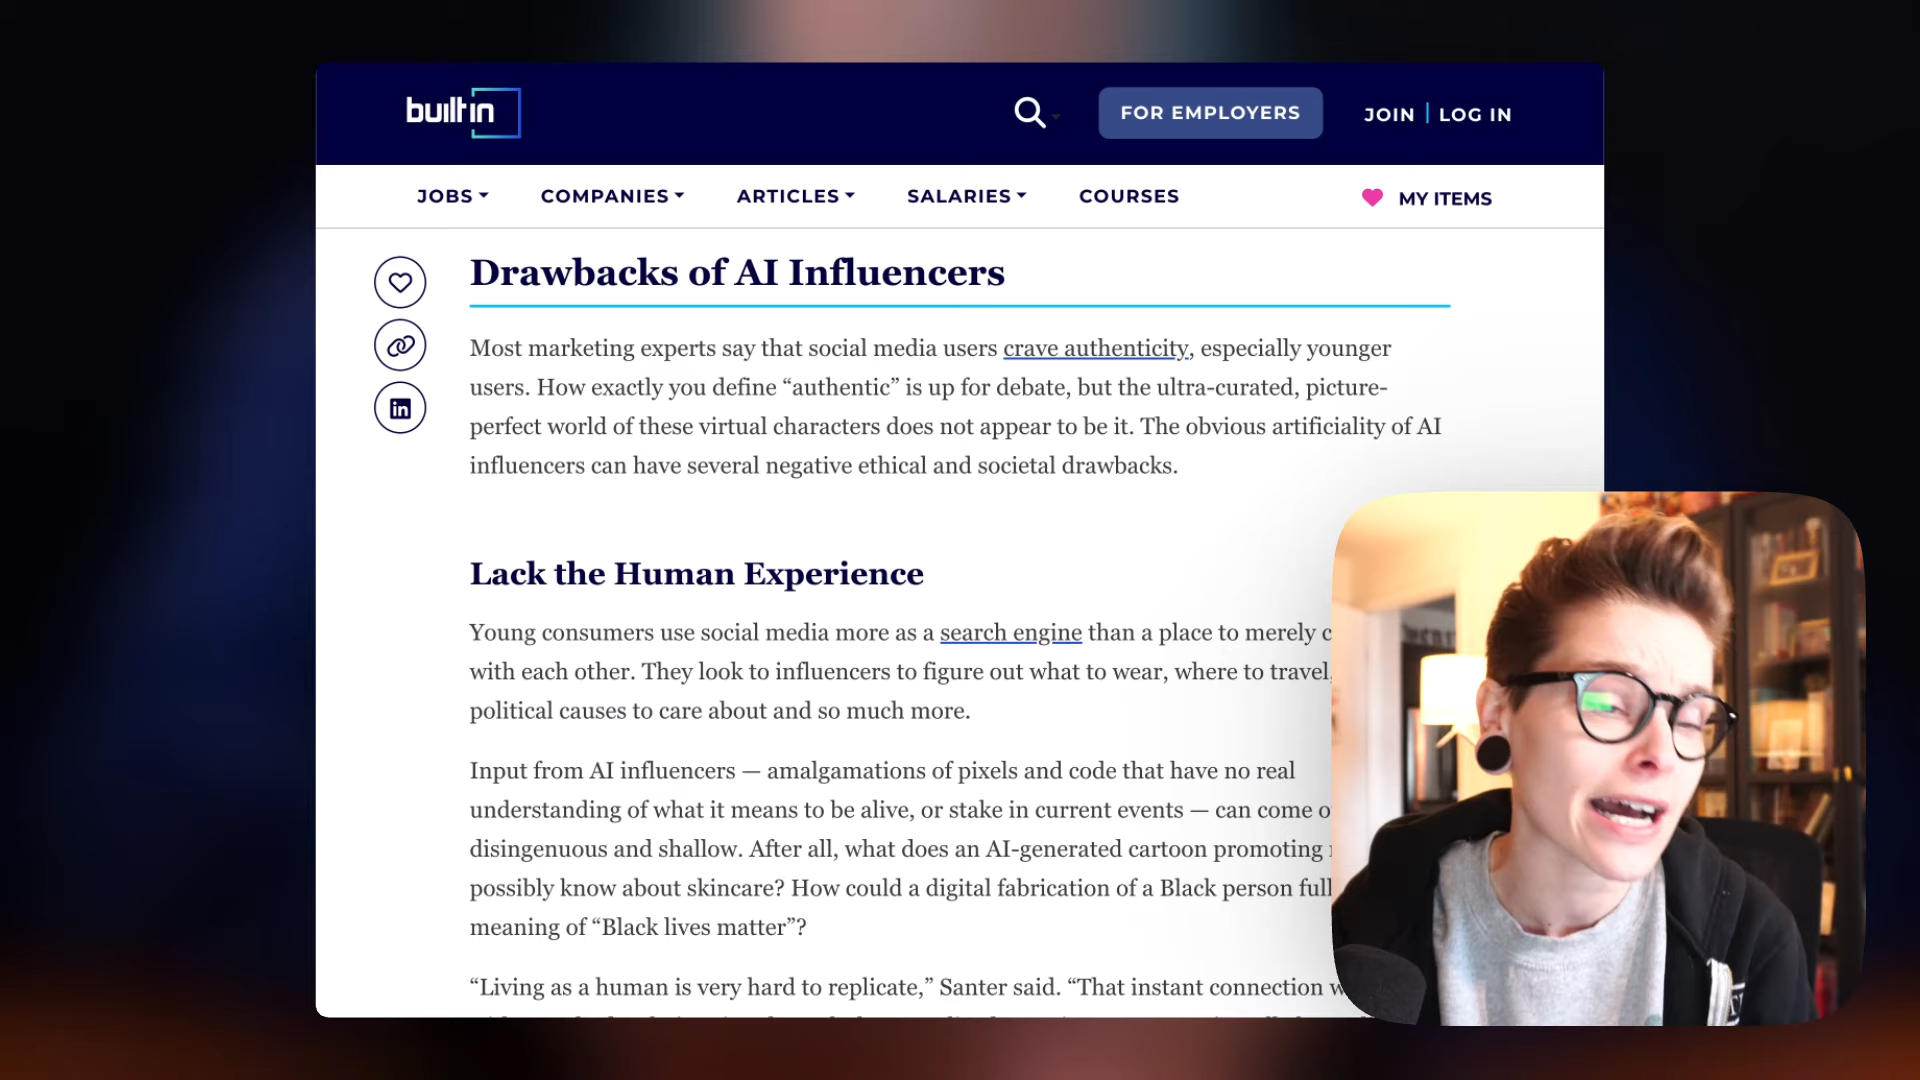 builtin
FOR EMPLOYERS
JOIN | LOG IN
JOBS
COMPANIES
ARTICLES
SALARIES
COURSES
MY ITEMS
Drawbacks of AI Influencers
Most marketing experts say that social media users crave authenticity, especially younger
users. How exactly you define “authentic” is up for debate, but the ultra-curated, picture-
perfect world of these virtual characters does not appear to be it. The obvious artificiality of AI
influencers can have several negative ethical and societal drawbacks.
Lack the Human Experience
Young consumers use social media more as a search engine than a place to merely
with each other. They look to influencers to figure out what to wear, where to travel,
political causes to care about and so much more.
Input from AI influencers — amalgamations of pixels and code that have no real
understanding of what it means to be alive, or stake in current events — can come
disingenuous and shallow. After all, what does an AI-generated cartoon promoting
possibly know about skincare? How could a digital fabrication of a Black person
meaning of “Black lives matter”?
“Living as a human is very hard to replicate,” Santer said. “That instant connection